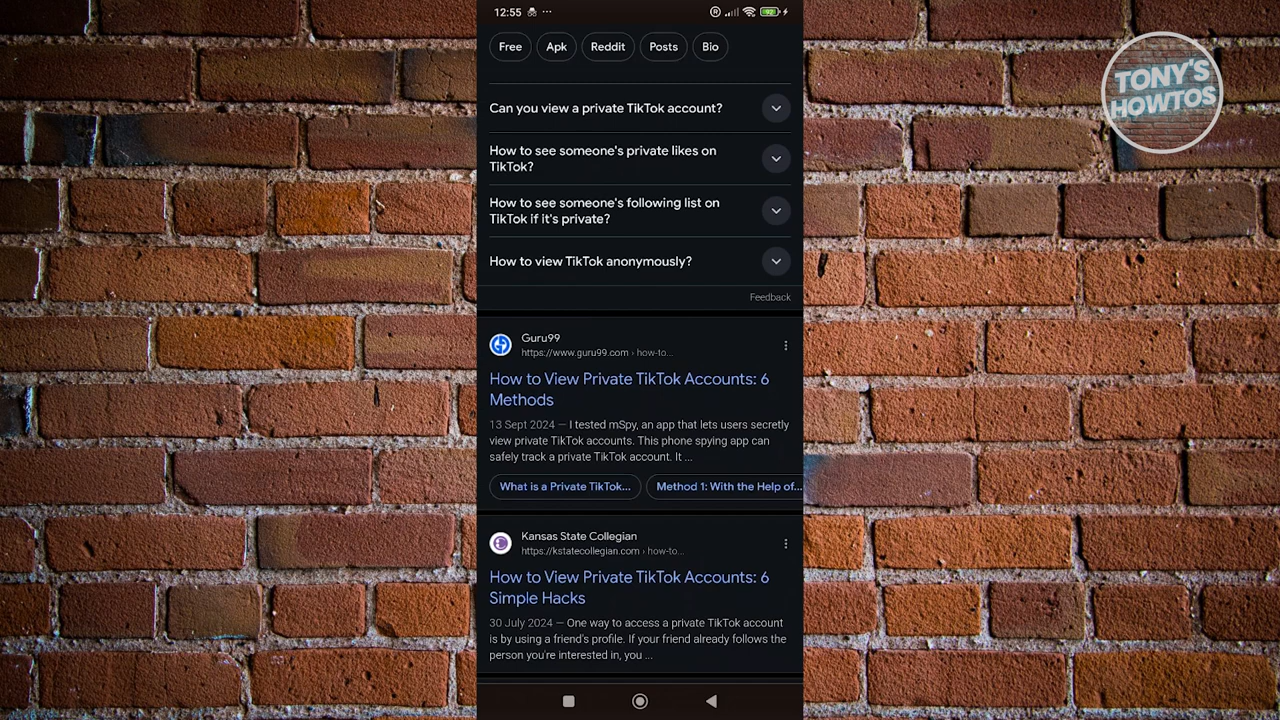 12:55 ...
92
Free Apk Reddit Posts Bio
TONY'S
HOWTOS
Can you view a private TikTok account?
How to see someone's private likes on
TikTok?
How to see someone's following list on
TikTok if it's private?
How to view TikTok anonymously?
Feedback
Guru99
https://www.guru99.com › how-to...
How to View Private TikTok Accounts: 6
Methods
13 Sept 2024 — I tested mSpy, an app that lets users secretly
view private TikTok accounts. This phone spying app can
safely track a private TikTok account. It ...
What is a Private TikTok... Method 1: With the Help of...
Kansas State Collegian
https://kstatecollegian.com › how-to...
How to View Private TikTok Accounts: 6
Simple Hacks
30 July 2024 — One way to access a private TikTok account
is by using a friend's profile. If your friend already follows the
person you're interested in, you ...